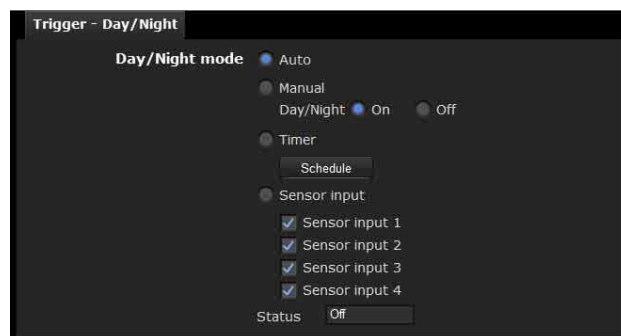 Trigger - Day/Night
Day/Night mode Auto
Manual
Day/Night On Off
Timer
Schedule
Sensor input
Sensor input 1
Sensor input 2
Sensor input 3
Sensor input 4
Status Off